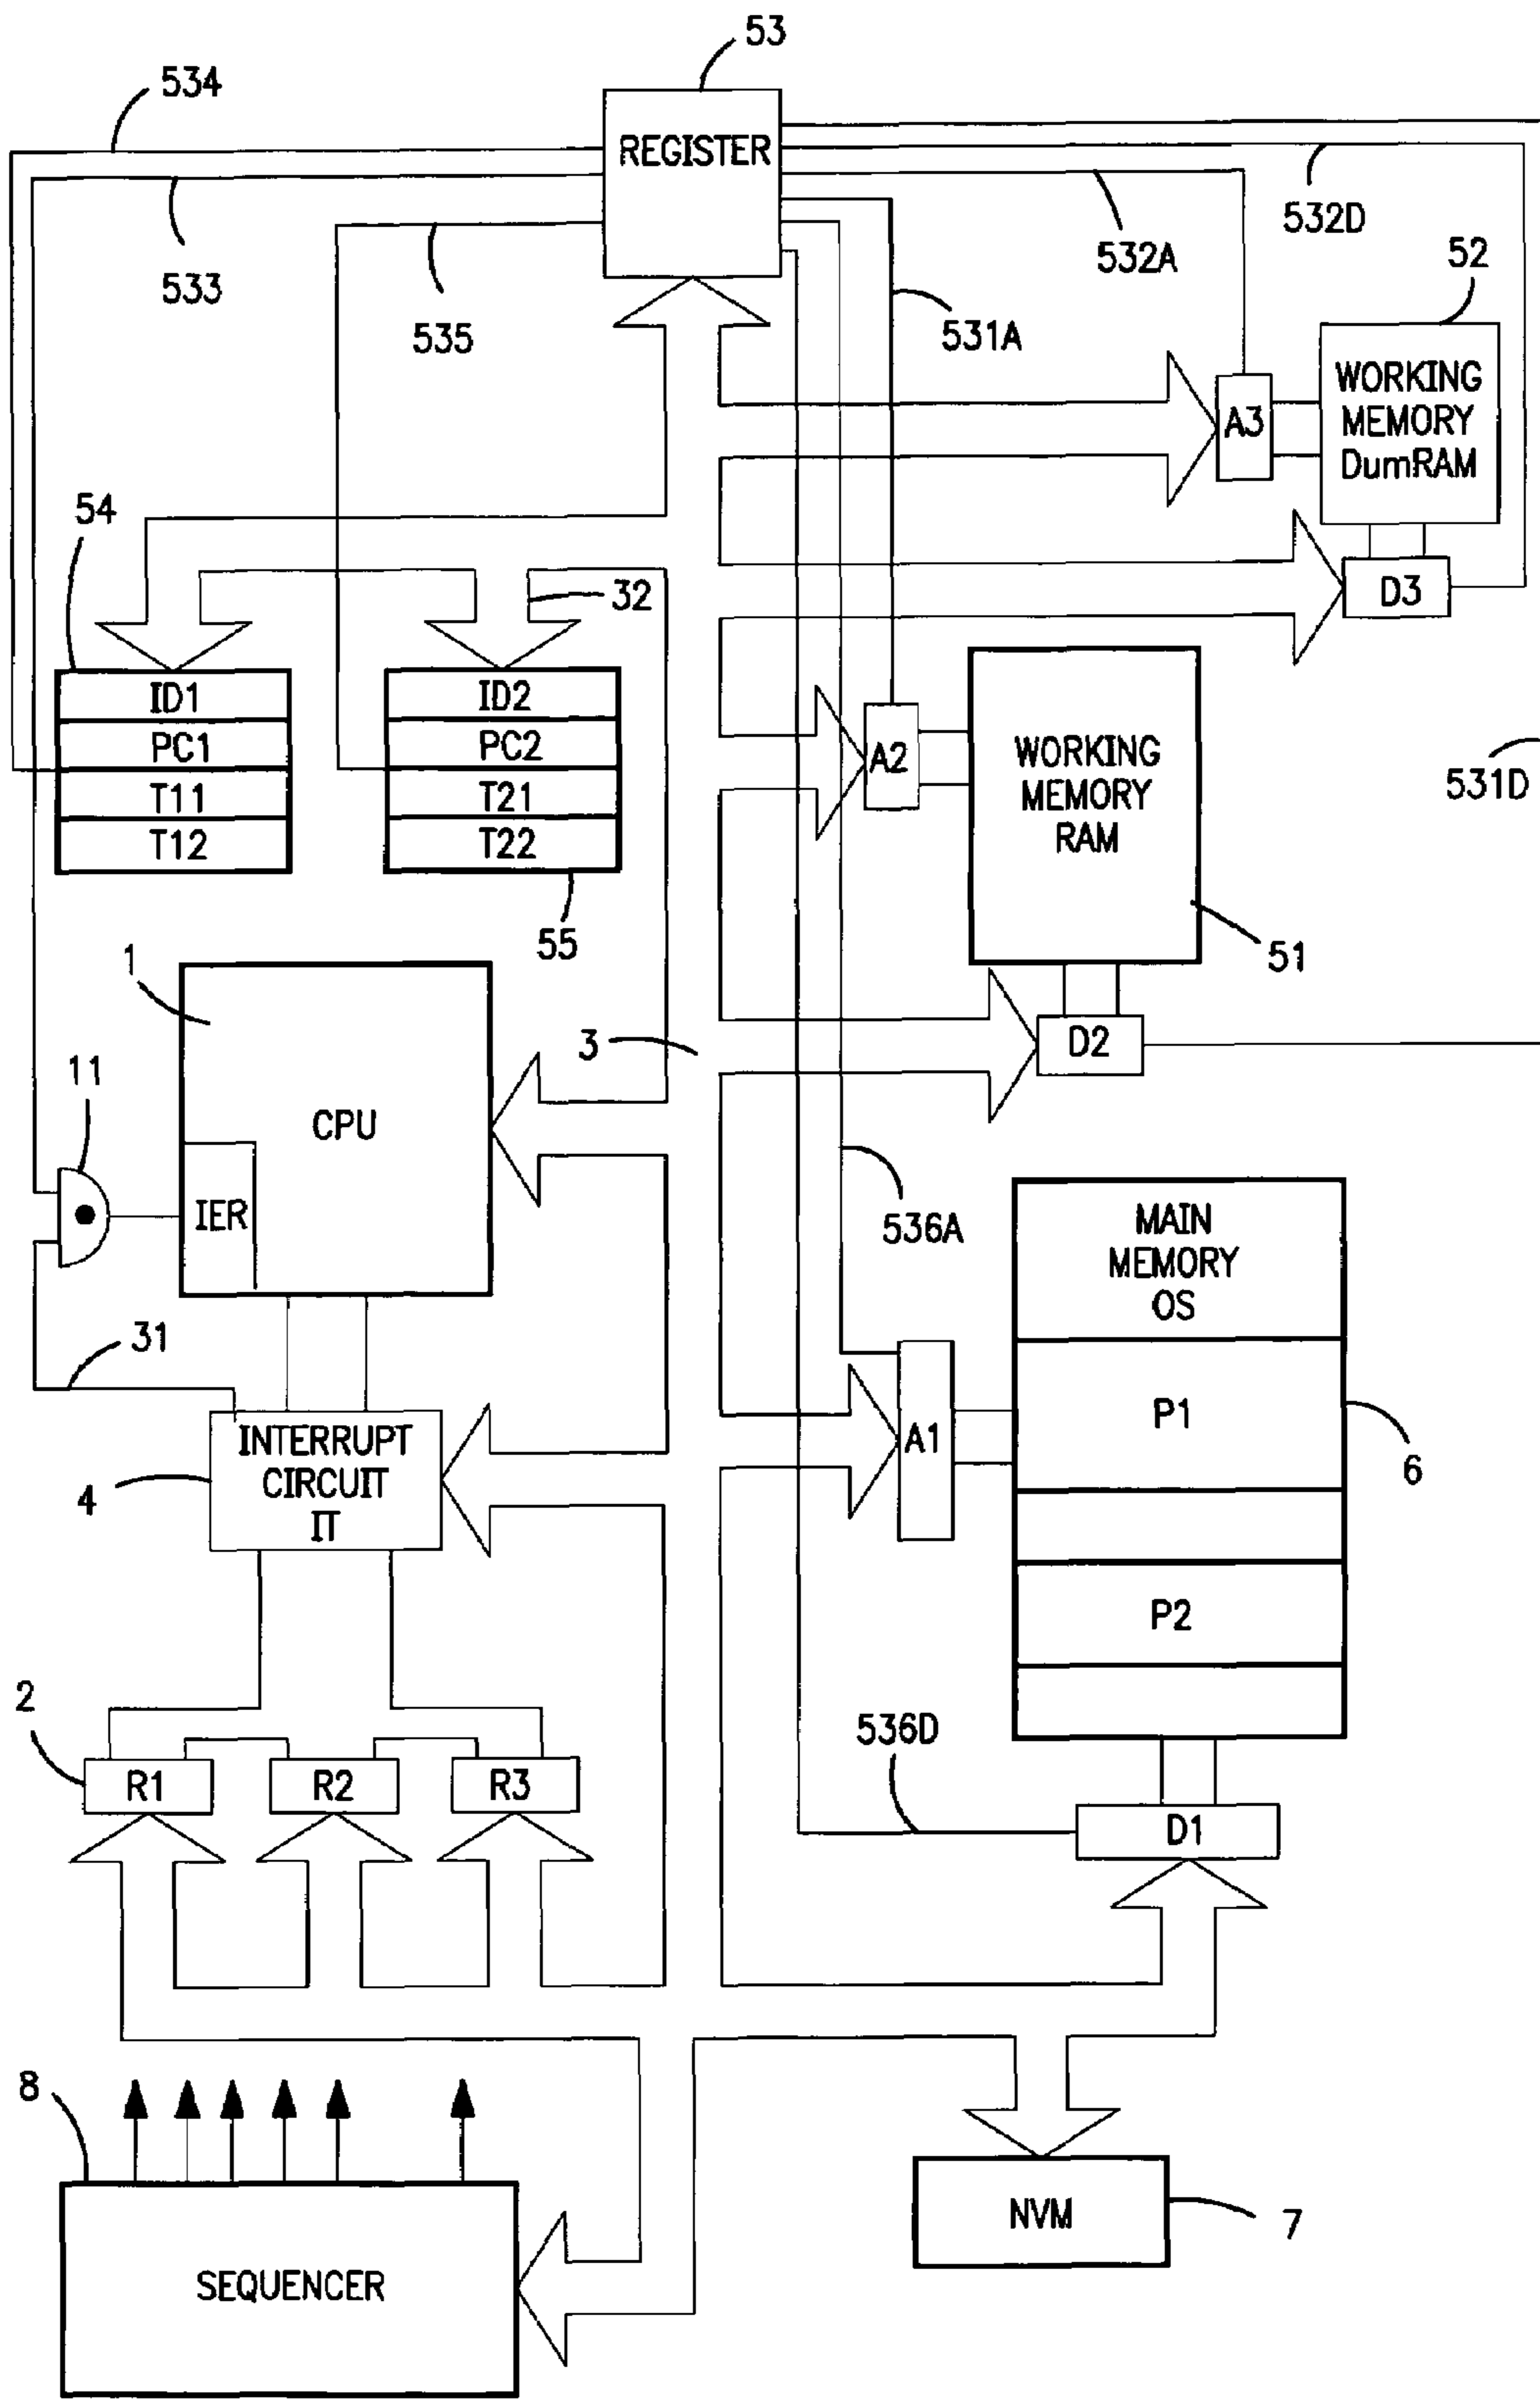 53
534
REGISTER
532D
533
532A
52
535
531A
WORKING
MEMORY
DumRAM
A3
54
32
D3
ID1
PC1
T11
T12
ID2
PC2
T21
T22
A2
WORKING
MEMORY
RAM
531D
55
51
1
3
D2
11
CPU
IER
536A
MAIN
MEMORY
OS
31
P1
A1
6
INTERRUPT
CIRCUIT
IT
4
P2
2
536D
R1
R2
R3
D1
8
NVM
7
SEQUENCER